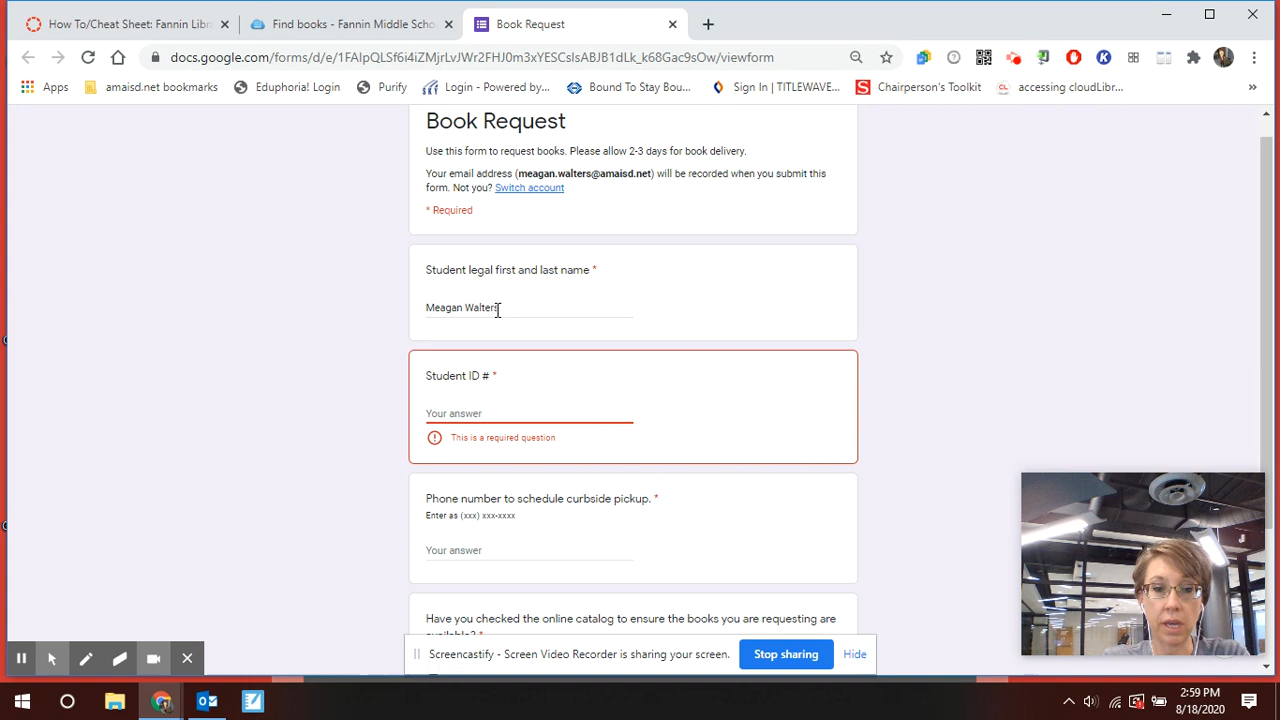 How To/Cheat Sheet: Fannin Libr
Find books - Fannin Middle Scho
Book Request
docs.google.com/forms/d/e/1FAIpQLSf6i4iZMjrLvIWr2FHJ0m3xYESCsIsABJB1dLk_k68Gac9sOw/viewform
Apps
amaisd.net bookmarks
Eduphoria! Login
Purify
Login - Powered by...
Bound To Stay Bou...
Sign In | TITLEWAVE...
Chairperson's Toolkit
accessing cloudLibr...
»
Book Request
Use this form to request books. Please allow 2-3 days for book delivery.
Your email address (meagan.walters@amaisd.net) will be recorded when you submit this
form. Not you? Switch account
* Required
Student legal first and last name *
Meagan Walters
Student ID # *
Your answer
This is a required question
Phone number to schedule curbside pickup. *
Enter as (xxx) xxx-xxxx
Your answer
Have you checked the online catalog to ensure the books you are requesting are
available? *
Screencastify - Screen Video Recorder is sharing your screen.
Stop sharing
Hide
2:59 PM
8/18/2020